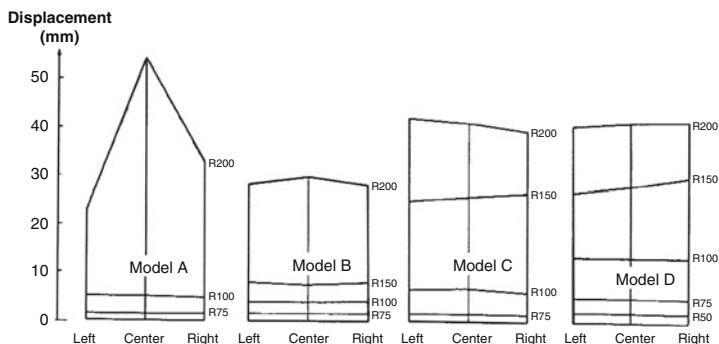 Displacement
(mm)
50
40
30
20
10
0
R200
R100
R75
Model A
Left Center Right
R200
R150
R100
R75
Model B
Left Center Right
R200
R150
R100
R75
Model C
Left Center Right
R200
R150
R100
R75
R50
Model D
Left Center Right